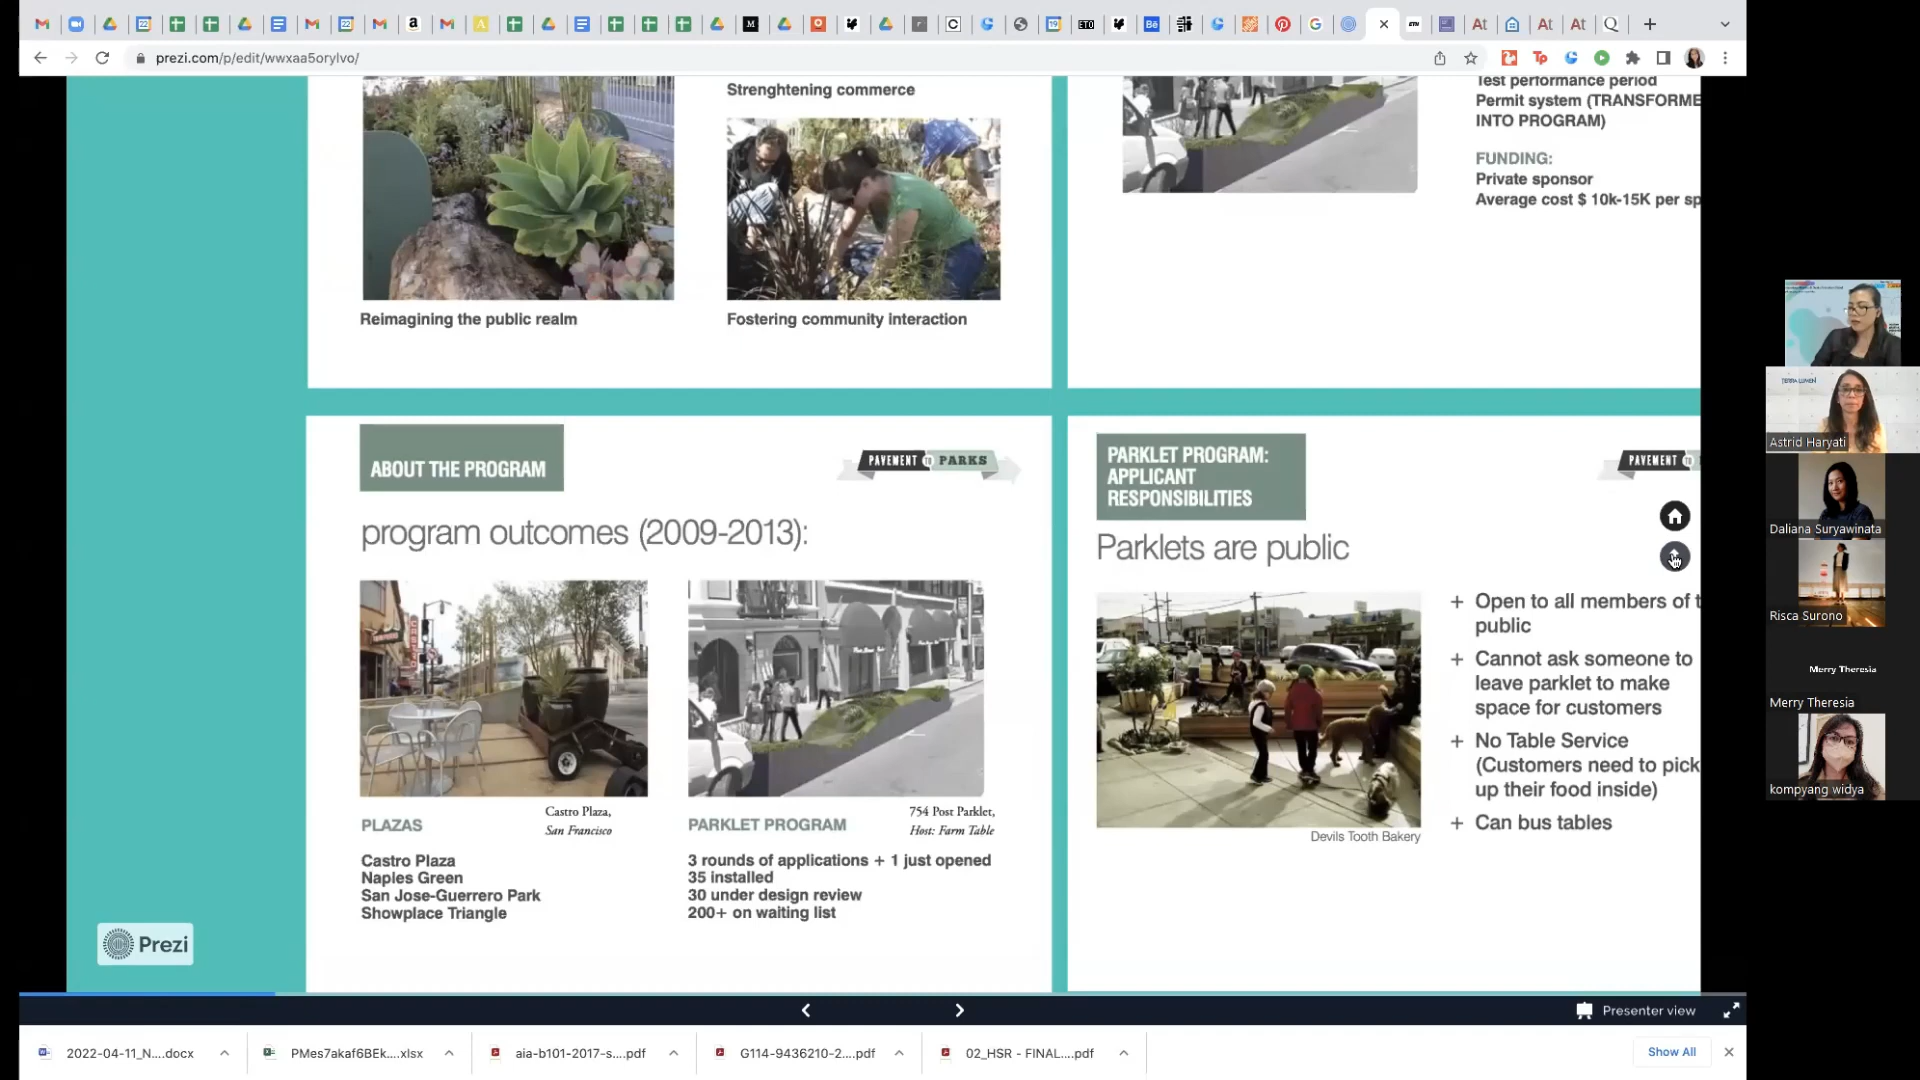 prezi.com/p/edit/wwxaa5orylvo/
Strenghtening commerce
Reimagining the public realm
Fostering community interaction
Test performance period
Permit system (TRANSFORME
INTO PROGRAM)
FUNDING:
Private sponsor
Average cost $ 10k-15K per sp
ABOUT THE PROGRAM
PAVEMENT TO PARKS
program outcomes (2009-2013):
Castro Plaza,
San Francisco
PLAZAS
Castro Plaza
Naples Green
San Jose-Guerrero Park
Showplace Triangle
754 Post Parklet,
Host: Farm Table
PARKLET PROGRAM
3 rounds of applications + 1 just opened
35 installed
30 under design review
200+ on waiting list
PARKLET PROGRAM:
APPLICANT
RESPONSIBILITIES
PAVEMENT TO
Parklets are public
Devils Tooth Bakery
+ Open to all members of t
public
+ Cannot ask someone to
leave parklet to make
space for customers
+ No Table Service
(Customers need to pick
up their food inside)
+ Can bus tables
Prezi
Presenter view
2022-04-11_N....docx
PMes7akaf6BEk....xlsx
aia-b101-2017-s....pdf
G114-9436210-2....pdf
02_HSR - FINAL....pdf
Show All
TERRA LUMEN
Astrid Haryati
Daliana Suryawinata
Risca Surono
Merry Theresia
Merry Theresia
kompyang widya